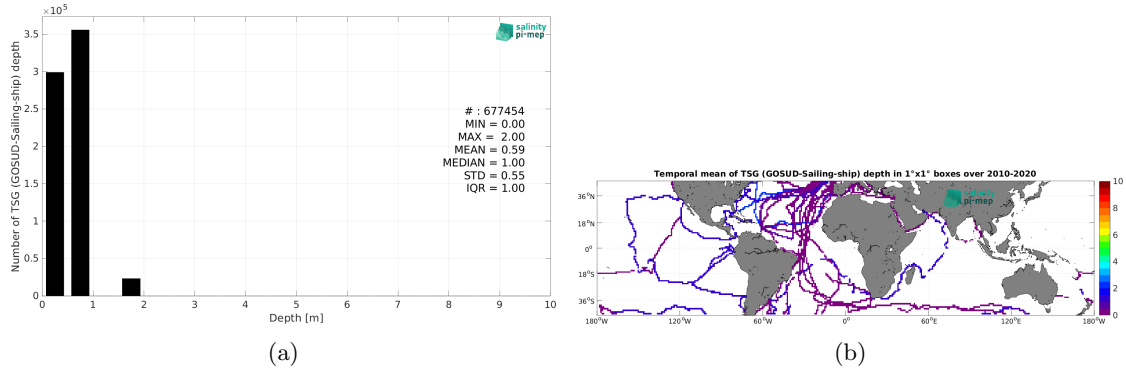 ×10⁵
3.5
3
2.5
2
1.5
1
0.5
0
Number of TSG (GOSUD-Sailing-ship) depth
salinity
pi-mep
# : 677454
MIN = 0.00
MAX = 2.00
MEAN = 0.59
MEDIAN = 1.00
STD = 0.55
IQR = 1.00
0 1 2 3 4 5 6 7 8 9 10
Depth [m]
(a)
Temporal mean of TSG (GOSUD-Sailing-ship) depth in 1°x1° boxes over 2010-2020
salinity
pi-mep
36°N
18°N
0°
18°S
36°S
180°W 120°W 60°W 0° 60°E 120°E 180°W
10
8
6
4
2
0
(b)